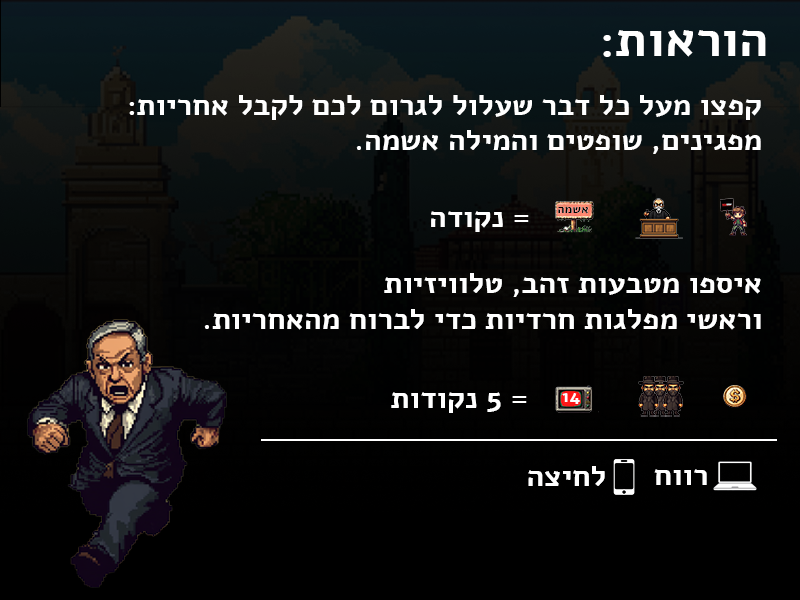 הוראות:
קפצו מעל כל דבר שעלול לגרום לכם לקבל אחריות:
מפגינים, שופטים והמילה אשמה.
אשמה = נקודה
איספו מטבעות זהב, טלוויזיות
וראשי מפלגות חרדיות כדי לברוח מהאחריות.
$ 14 = 5 נקודות
רווח לחיצה